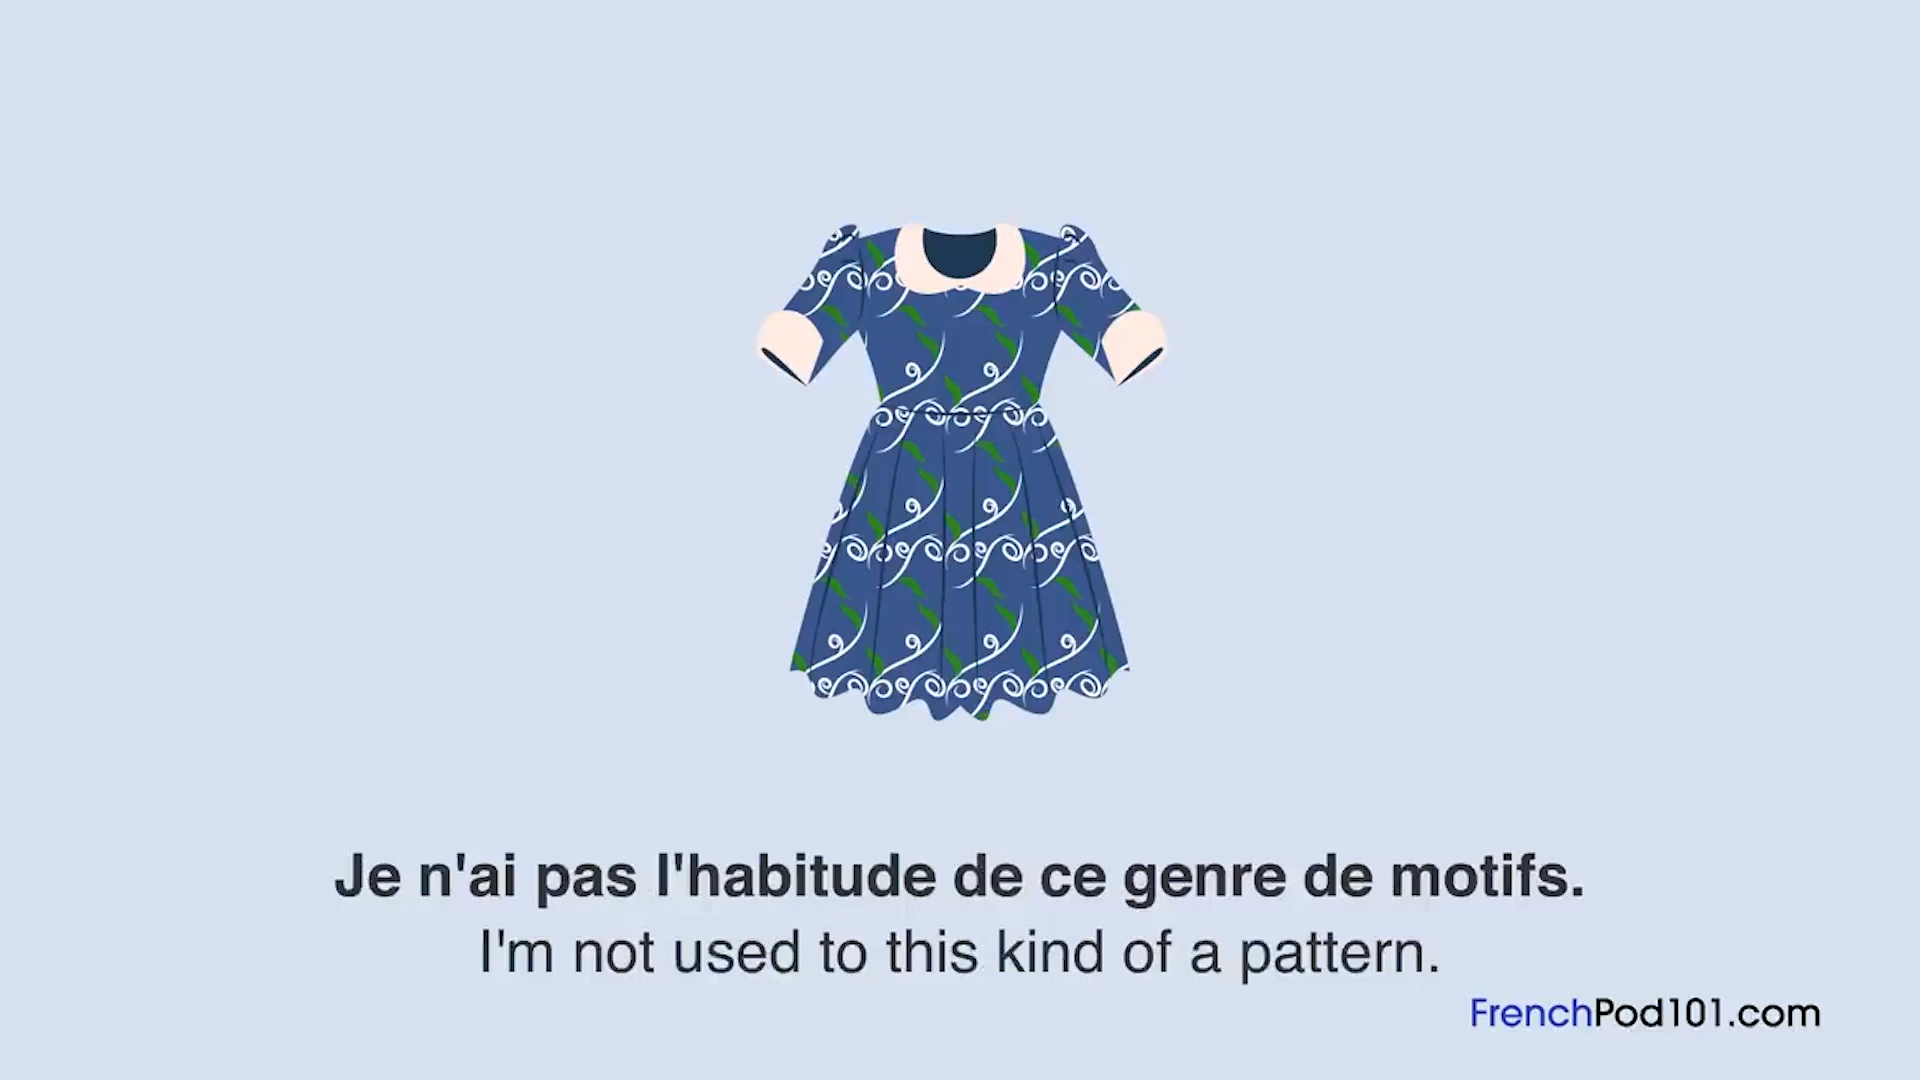 Je n'ai pas l'habitude de ce genre de motifs.
I'm not used to this kind of a pattern.
FrenchPod101.com